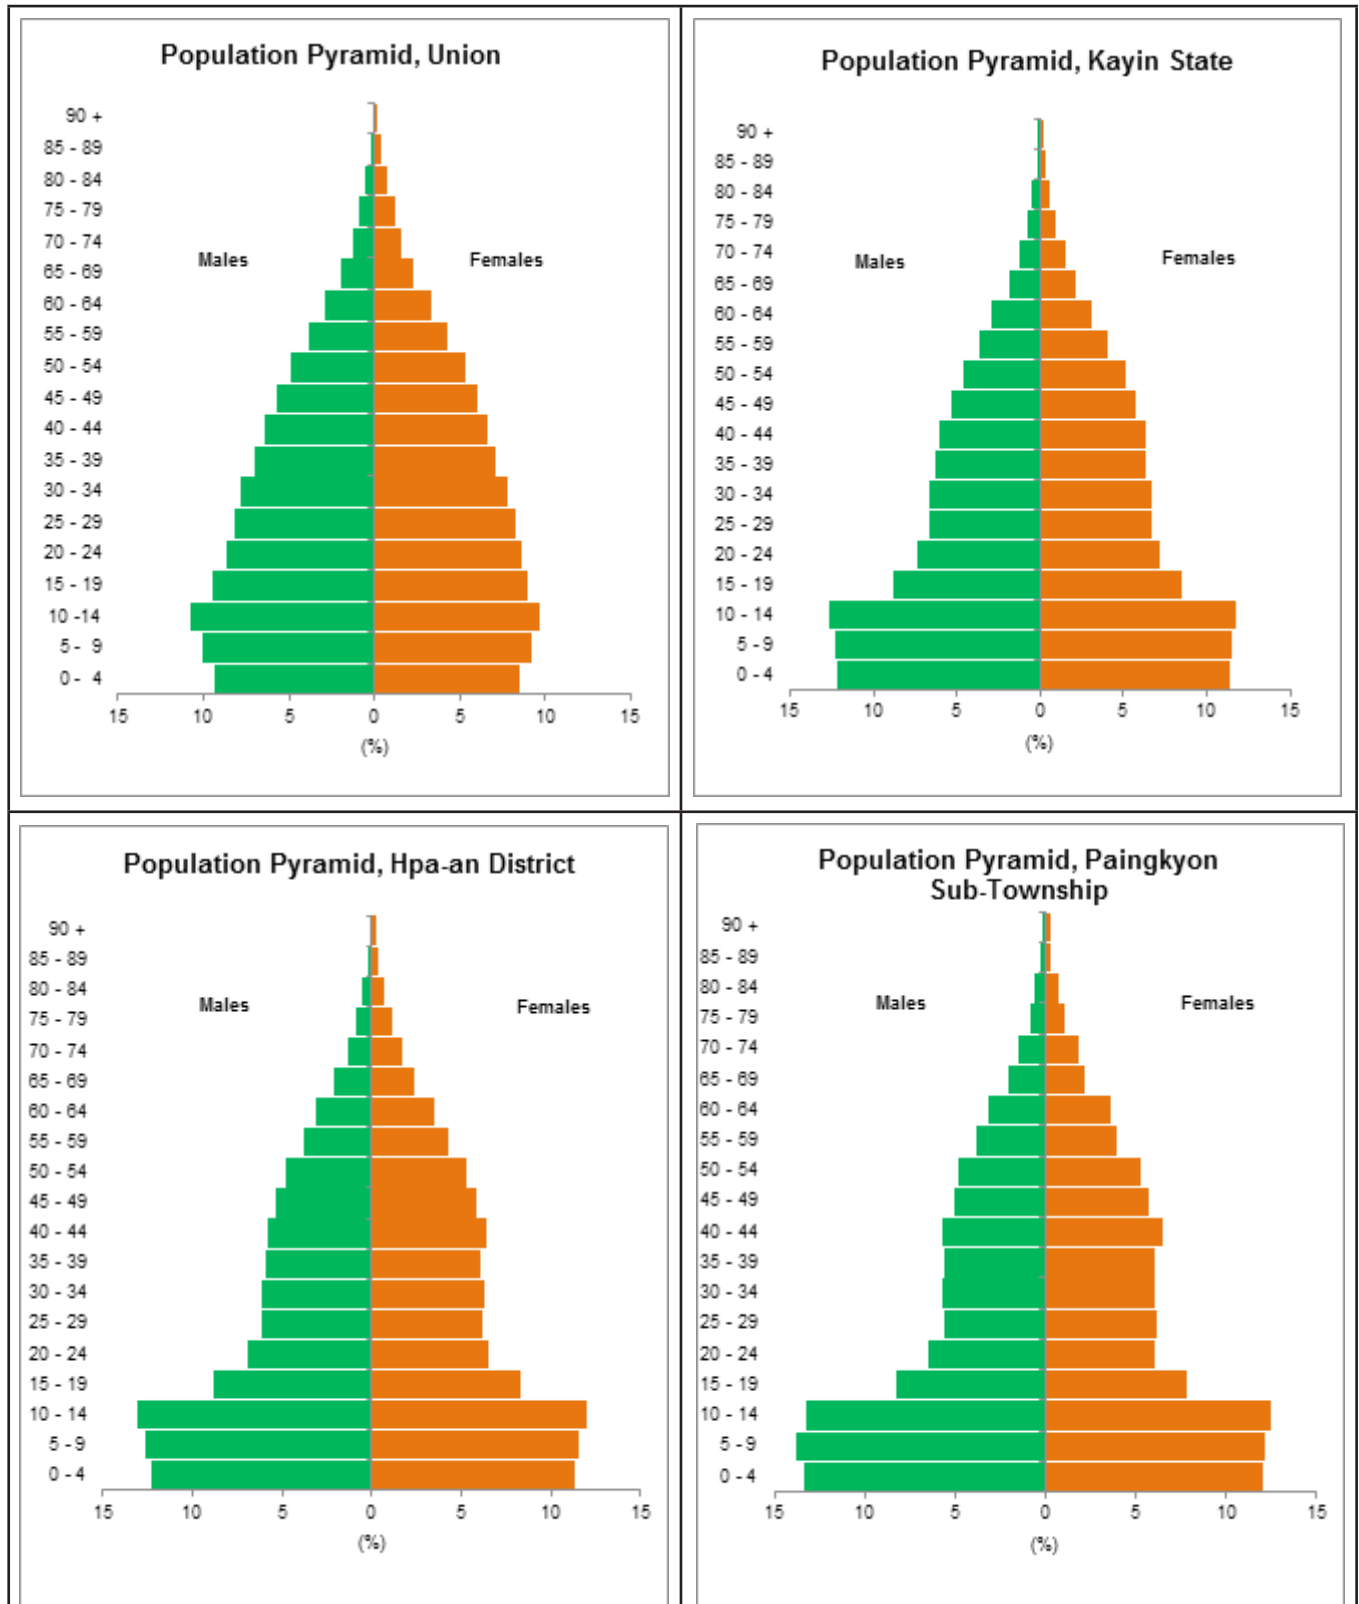 Population Pyramid, Union
90 +
85 - 89
80 - 84
75 - 79
70 - 74
Males
Females
65 - 69
60 - 64
55 - 59
50 - 54
45 - 49
40 - 44
35 - 39
30 - 34
25 - 29
20 - 24
15 - 19
10 -14
5 - 9
0 - 4
15 10 5 0 5 10 15
(%)
Population Pyramid, Kayin State
90 +
85 - 89
80 - 84
75 - 79
70 - 74
Males
Females
65 - 69
60 - 64
55 - 59
50 - 54
45 - 49
40 - 44
35 - 39
30 - 34
25 - 29
20 - 24
15 - 19
10 - 14
5 - 9
0 - 4
15 10 5 0 5 10 15
(%)
Population Pyramid, Hpa-an District
90 +
85 - 89
80 - 84
Males
Females
75 - 79
70 - 74
65 - 69
60 - 64
55 - 59
50 - 54
45 - 49
40 - 44
35 - 39
30 - 34
25 - 29
20 - 24
15 - 19
10 - 14
5 - 9
0 - 4
15 10 5 0 5 10 15
(%)
Population Pyramid, Paingkyon
Sub-Township
90 +
85 - 89
80 - 84
Males
Females
75 - 79
70 - 74
65 - 69
60 - 64
55 - 59
50 - 54
45 - 49
40 - 44
35 - 39
30 - 34
25 - 29
20 - 24
15 - 19
10 - 14
5 - 9
0 - 4
15 10 5 0 5 10 15
(%)